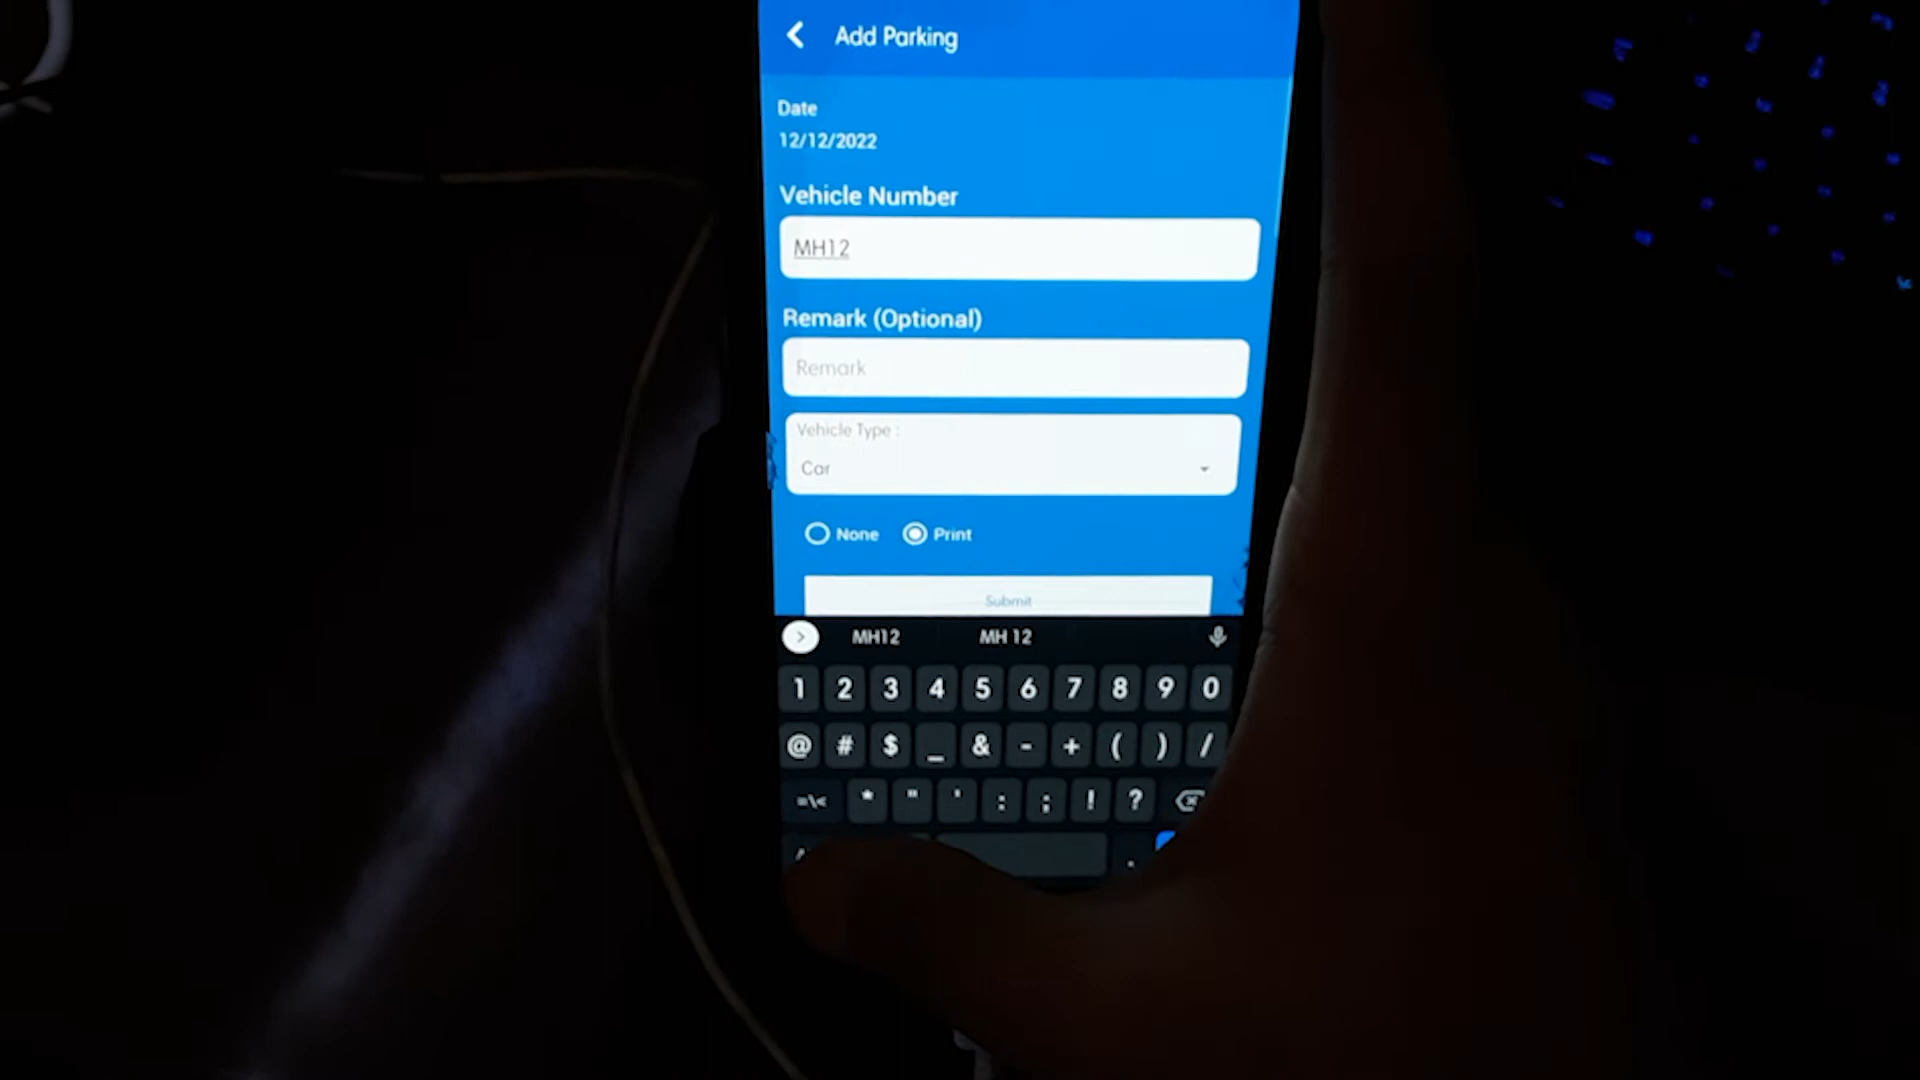 Add Parking
Date
12/12/2022
Vehicle Number
MH12
Remark (Optional)
Remark
Vehicle Type :
Car
None Print
Submit
MH12 MH 12
1 2 3 4 5 6 7 8 9 0
@ # $ _ & - + ( ) /
=\< * " ' : ; ! ?
.